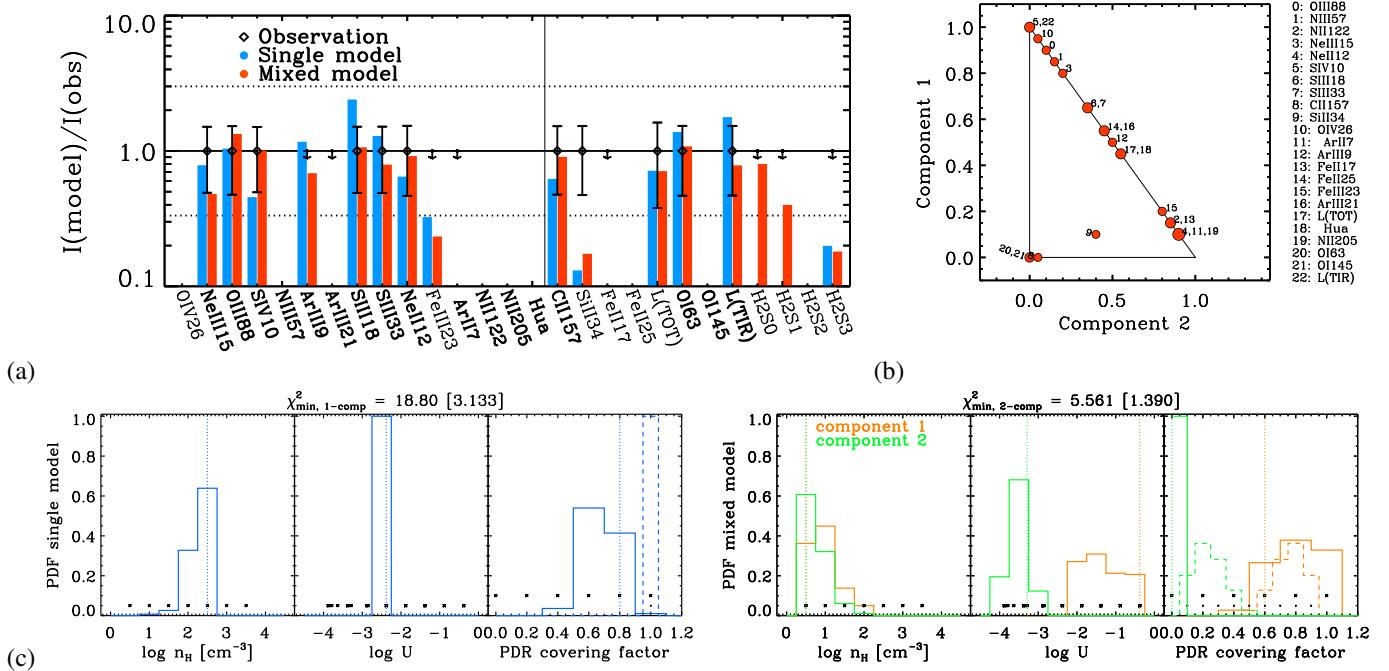 10.0
1.0
0.1
I(model)/I(obs)
Observation
Single model
Mixed model
OIV26
NeIII15
OIII88
SIV10
NIII57
ArIII9
ArIII21
SIII18
SIII33
NeII12
FeIII23
ArII7
NII122
NII205
Hua
CII157
SiII34
FeII17
FeII25
L(TOT)
OI63
OI145
L(TIR)
H2S0
H2S1
H2S2
H2S3
(a)
1.0
0.8
0.6
0.4
0.2
0.0
Component 1
5,22
10
0
1
3
6,7
14,16
12
17,18
15
2,13
4,11,19
9
0.0 0.5 1.0
Component 2
0: OIII88
1: NIII57
2: NII122
3: NeIII15
4: NeII12
5: SIV10
6: SIII18
7: SIII33
8: CII157
9: SiII34
10: OIV26
11: ArII7
12: ArIII9
13: FeII17
14: FeII25
15: FeIII23
16: ArIII21
17: L(TOT)
18: Hua
19: NII205
20: OI63
21: OI145
22: L(TIR)
(b)
χ²min, 1-comp = 18.80 [3.133]
PDF single model
1.0
0.8
0.6
0.4
0.2
0.0
0 1 2 3 4
log nH [cm⁻³]
−4 −3 −2 −1
log U
0.0 0.2 0.4 0.6 0.8 1.0 1.2
PDR covering factor
(c)
χ²min, 2-comp = 5.561 [1.390]
component 1
component 2
PDF mixed model
1.0
0.8
0.6
0.4
0.2
0.0
0 1 2 3 4
log nH [cm⁻³]
−4 −3 −2 −1
log U
0.0 0.2 0.4 0.6 0.8 1.0 1.2
PDR covering factor